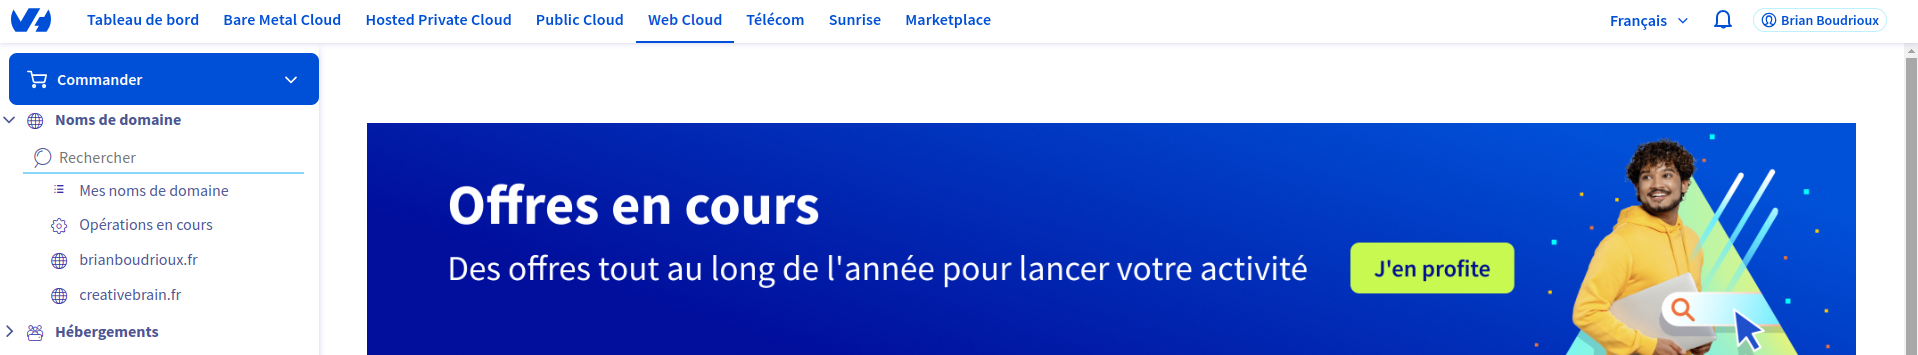 Tableau de bord Bare Metal Cloud Hosted Private Cloud Public Cloud Web Cloud Télécom Sunrise Marketplace Français Brian Boudrioux
Commander
Noms de domaine
Rechercher
Mes noms de domaine
Opérations en cours
brianboudrioux.fr
creativebrain.fr
Hébergements
Offres en cours
Des offres tout au long de l'année pour lancer votre activité
J'en profite